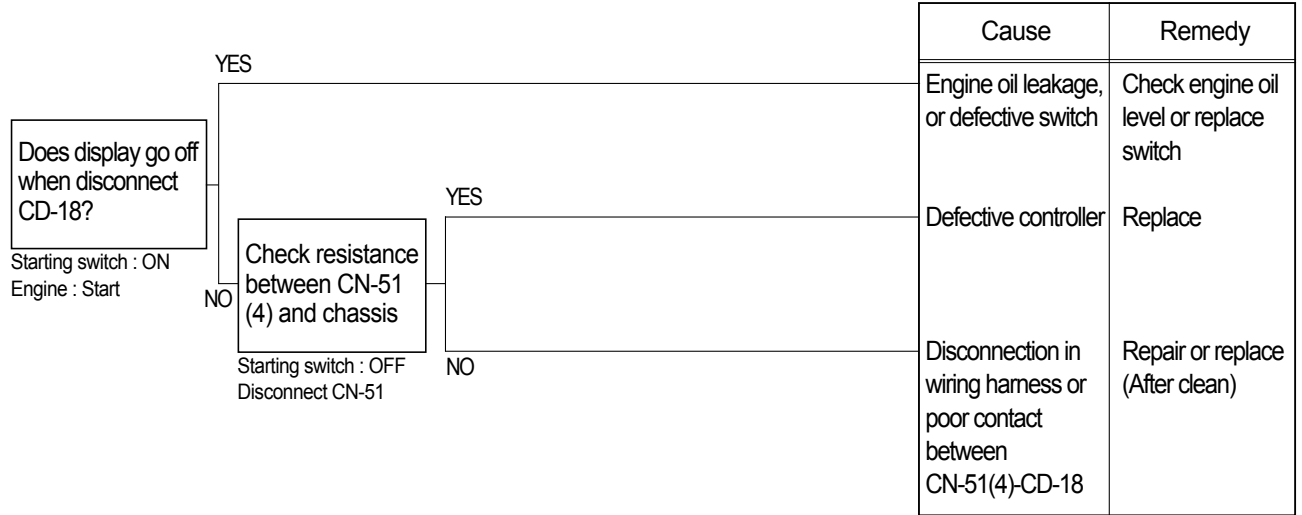 Cause
Remedy
YES
Engine oil leakage,
or defective switch
Check engine oil
level or replace
switch
Does display go off
when disconnect
CD-18?
Starting switch : ON
Engine : Start
YES
Defective controller
Replace
NO
Check resistance
between CN-51
(4) and chassis
Starting switch : OFF
Disconnect CN-51
NO
Disconnection in
wiring harness or
poor contact
between
CN-51(4)-CD-18
Repair or replace
(After clean)